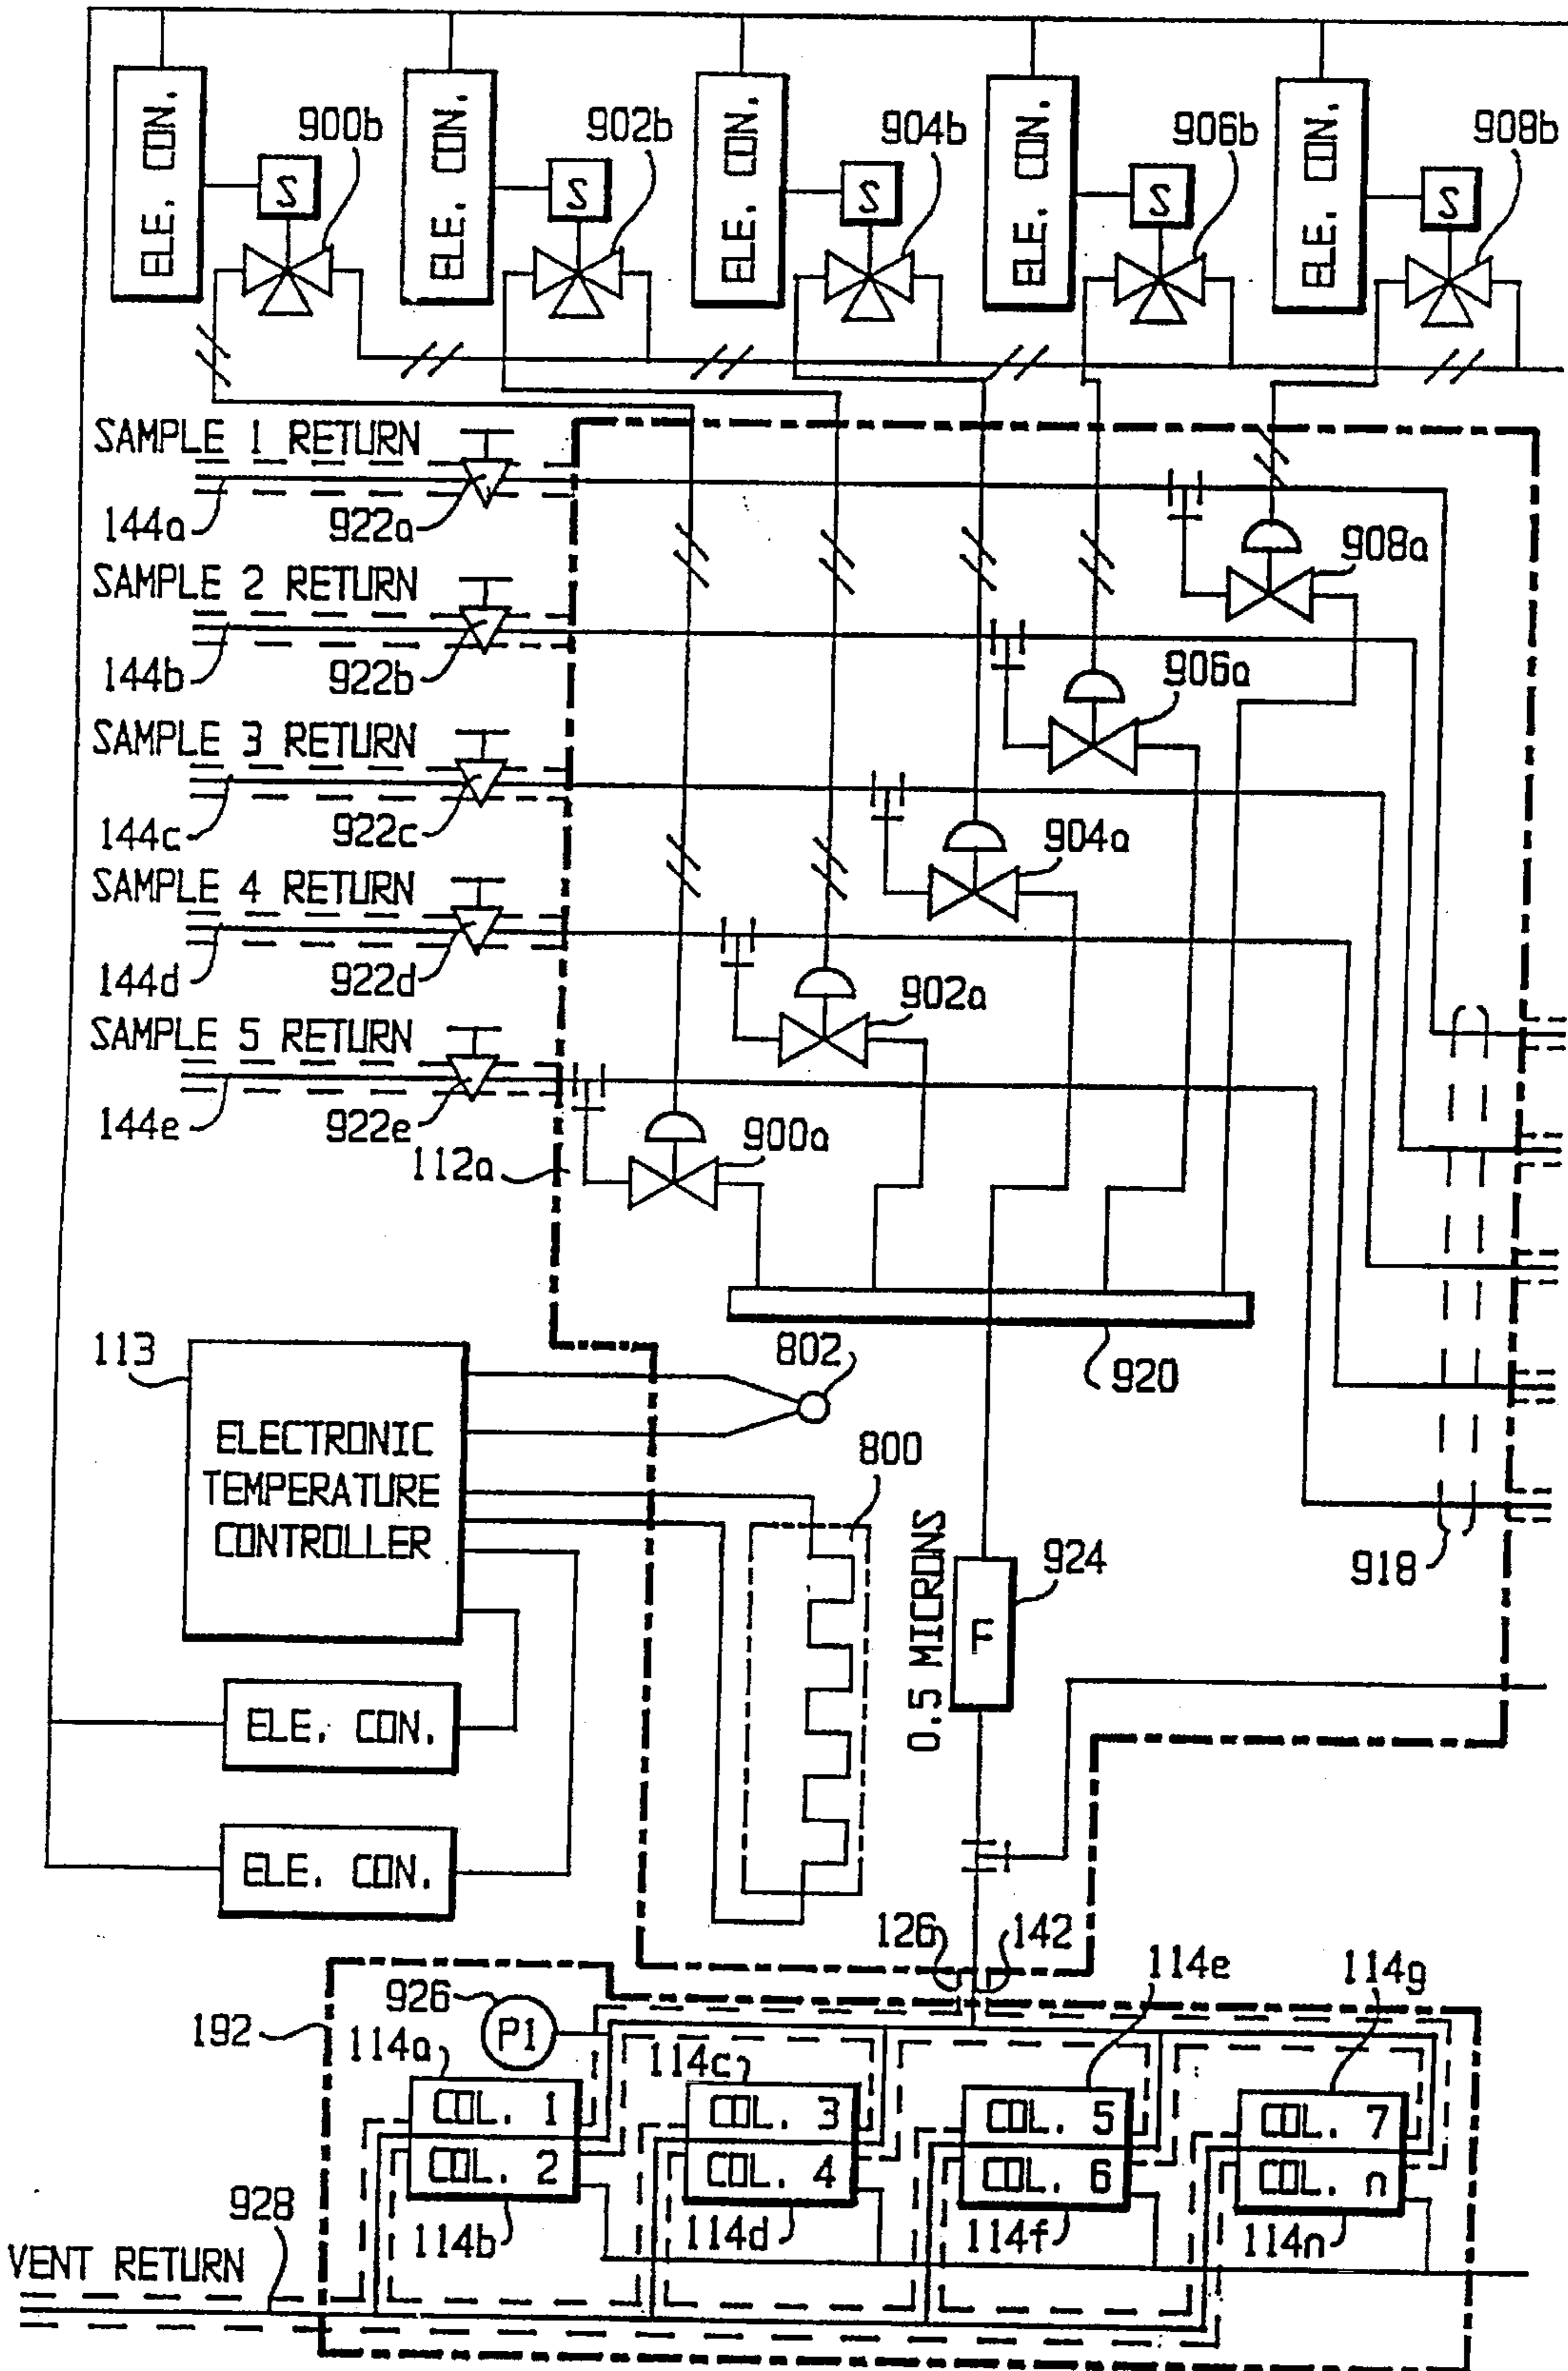 ELE. CON.
ELE. CON.
ELE. CON.
ELE. CON.
ELE. CON.
900b
902b
904b
906b
908b
S
S
S
S
S
SAMPLE 1 RETURN
144a
922a
908a
SAMPLE 2 RETURN
144b
922b
906a
SAMPLE 3 RETURN
144c
922c
904a
SAMPLE 4 RETURN
144d
922d
902a
SAMPLE 5 RETURN
144e
922e
900a
112a
113
802
920
ELECTRONIC
TEMPERATURE
CONTROLLER
800
918
924
F
0.5 MICRONS
ELE. CON.
ELE. CON.
126
142
114e
114g
926
192
P1
114a
114c
COL. 1
COL. 3
COL. 5
COL. 7
COL. 2
COL. 4
COL. 6
COL. n
928
114b
114d
114f
114n
VENT RETURN